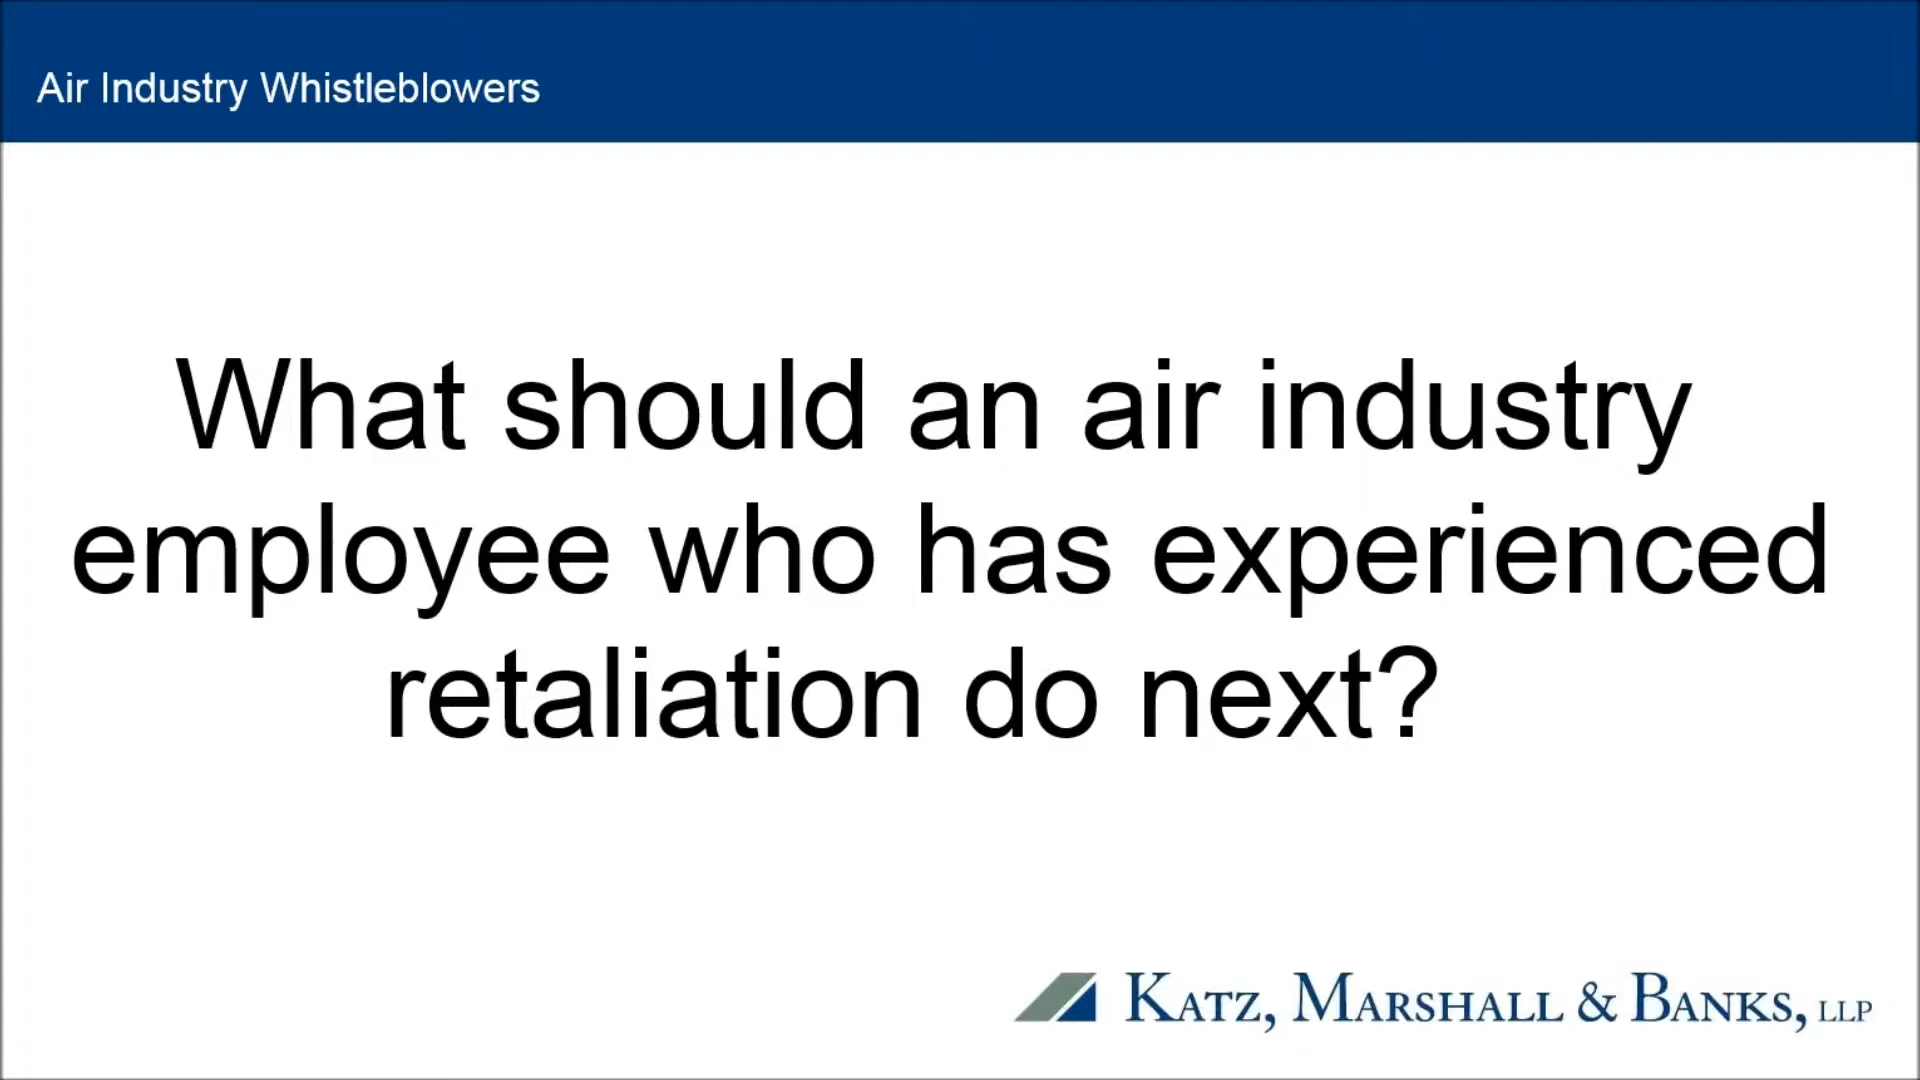 Air Industry Whistleblowers
What should an air industry
employee who has experienced
retaliation do next?
KATZ, MARSHALL & BANKS, LLP